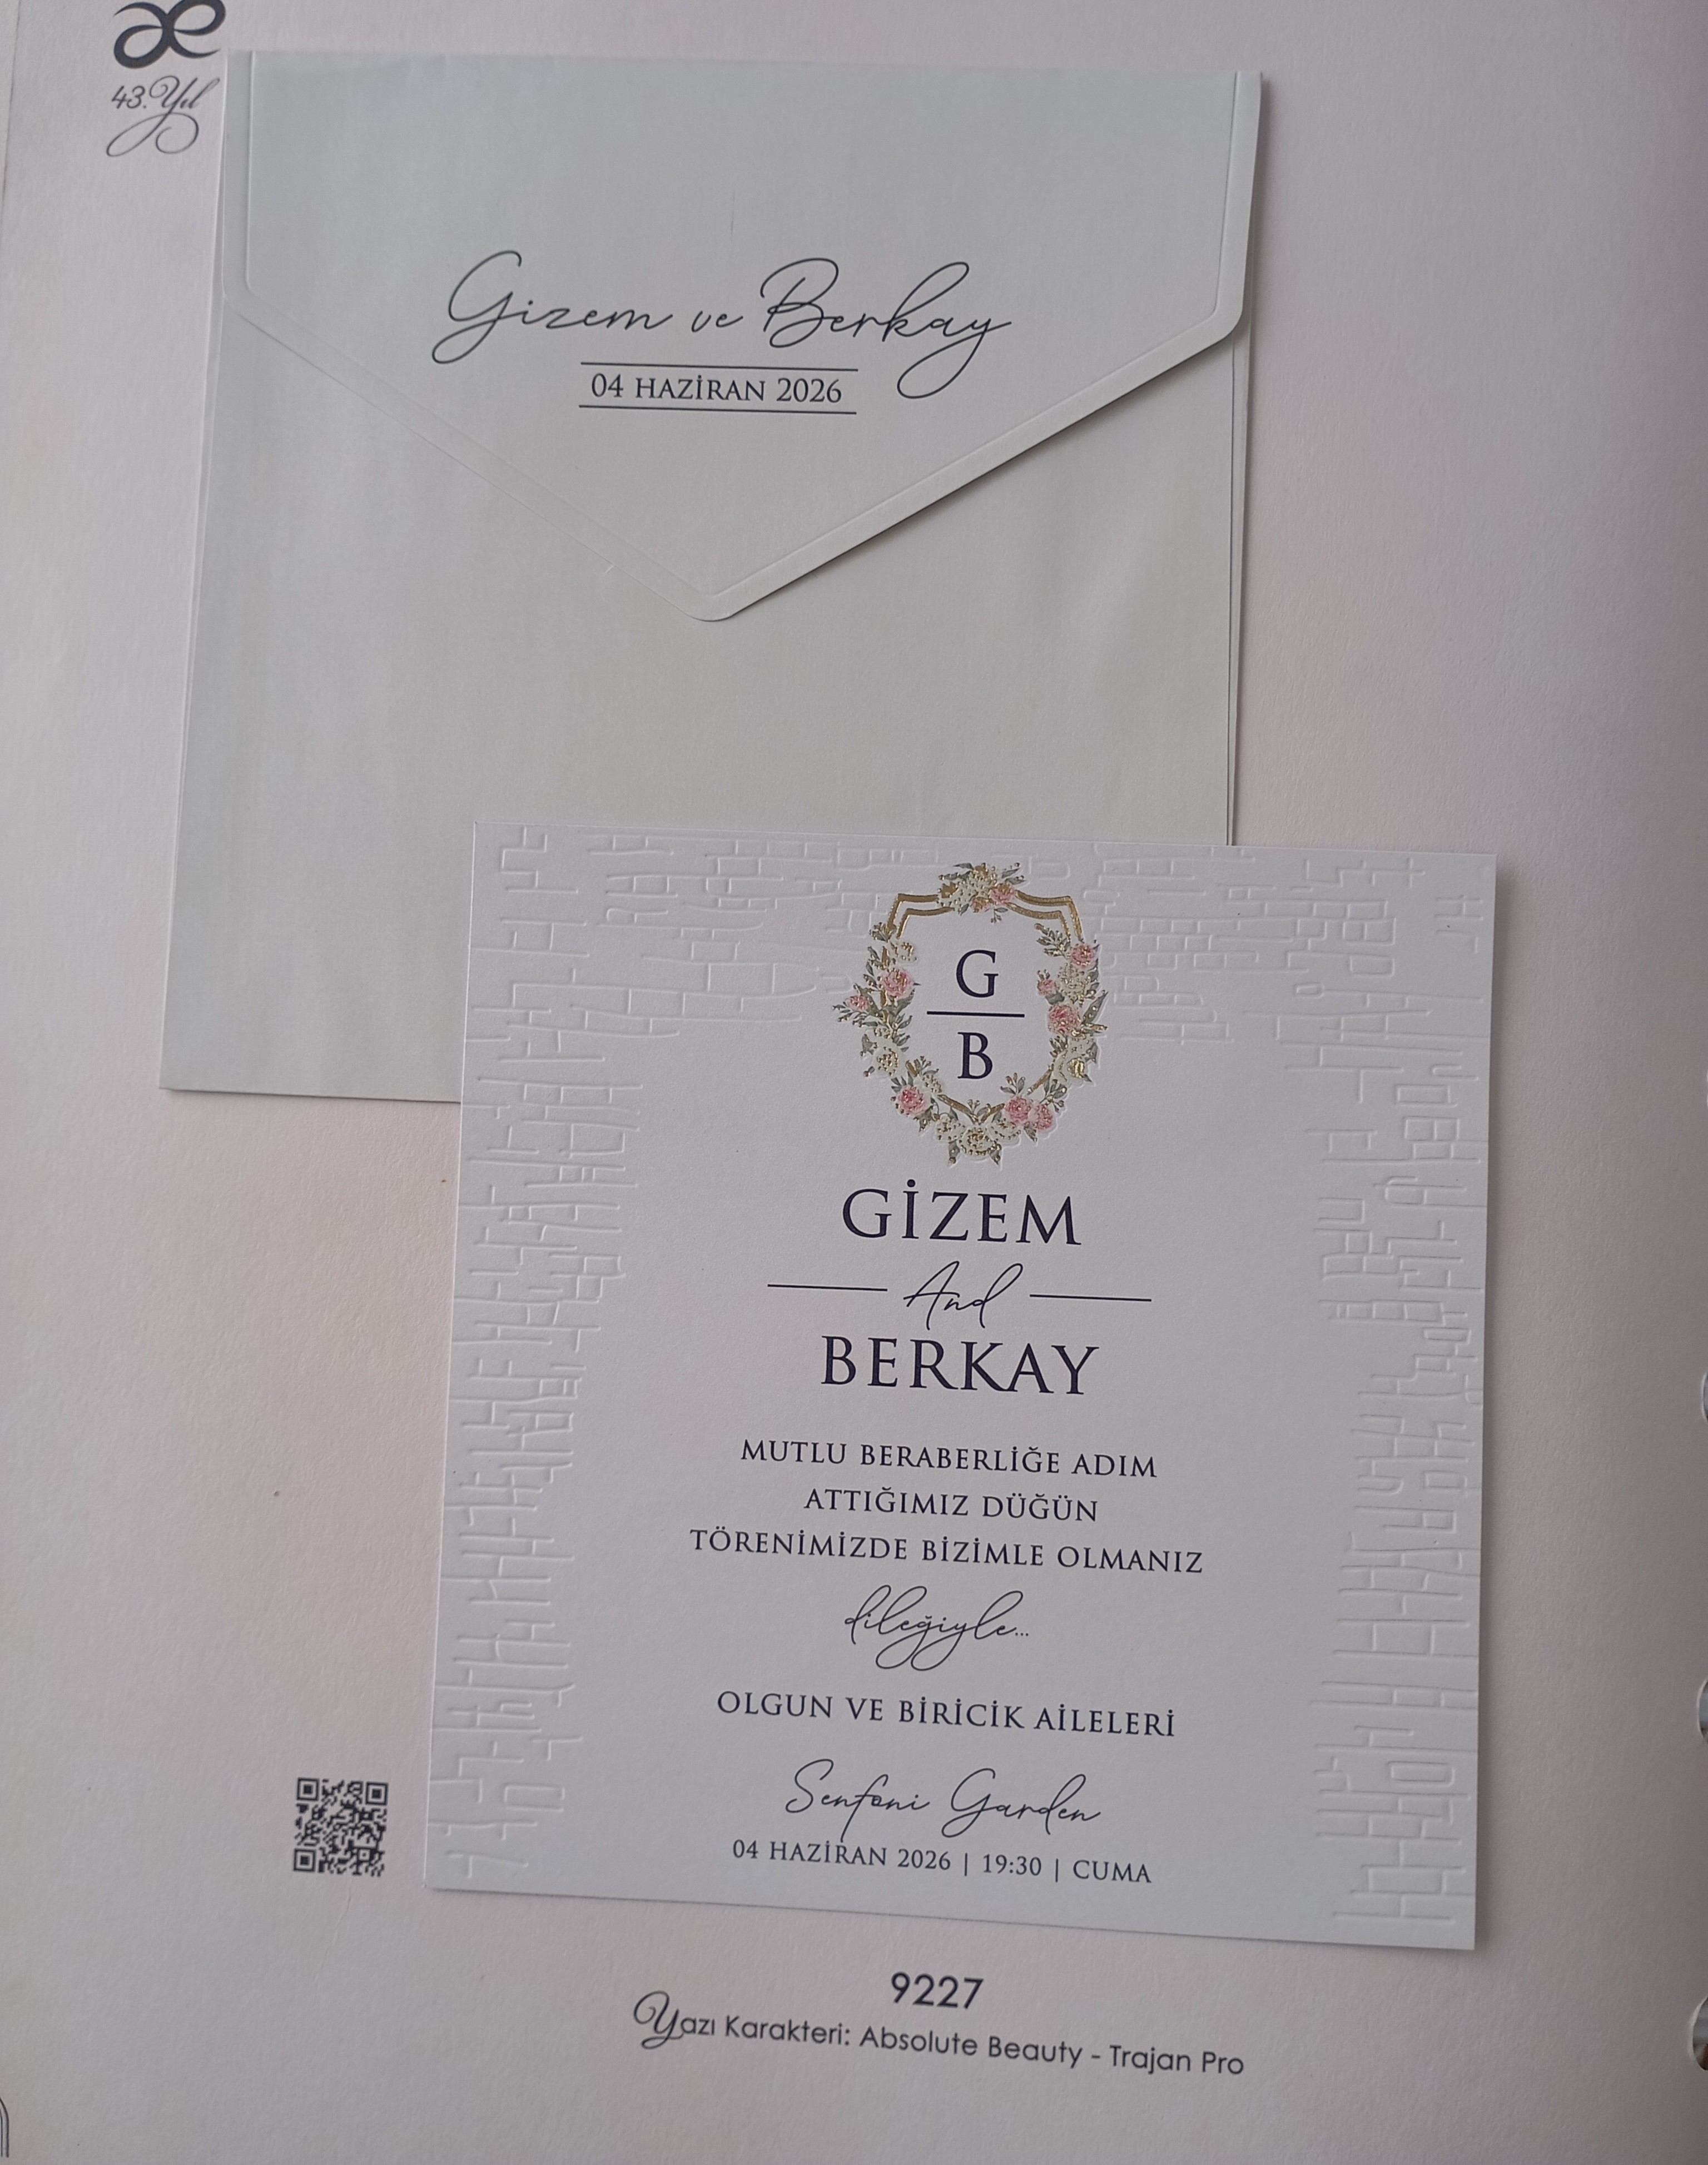 æ
43. Yıl
Gizem ve Berkay
04 HAZİRAN 2026
G
B
GİZEM
And
BERKAY
MUTLU BERABERLİĞE ADIM
ATTIĞIMIZ DÜĞÜN
TÖRENİMİZDE BİZİMLE OLMANIZ
dileğiyle...
OLGUN VE BİRİCİK AİLELERİ
Senfoni Garden
04 HAZİRAN 2026 | 19:30 | CUMA
9227
Yazı Karakteri: Absolute Beauty - Trajan Pro